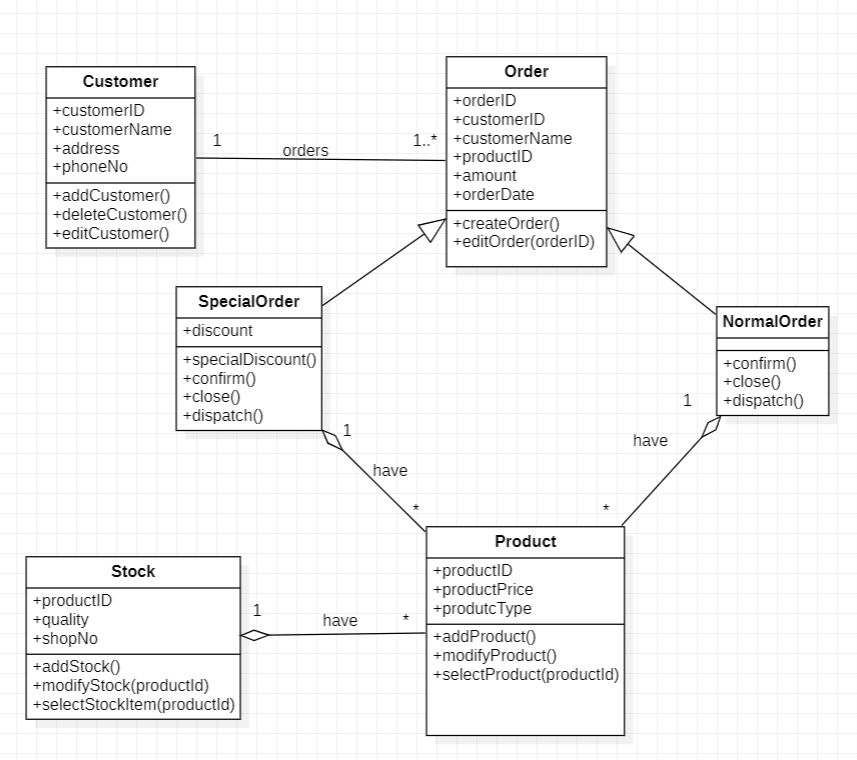 Customer
+customerID
+customerName
+address
+phoneNo
+addCustomer()
+deleteCustomer()
+editCustomer()
1
orders
1..*
Order
+orderID
+customerID
+customerName
+productID
+amount
+orderDate
+createOrder()
+editOrder(orderID)
SpecialOrder
+discount
+specialDiscount()
+confirm()
+close()
+dispatch()
NormalOrder
+confirm()
+close()
+dispatch()
1
have
*
1
have
*
Product
+productID
+productPrice
+produtcType
+addProduct()
+modifyProduct()
+selectProduct(productId)
Stock
+productID
+quality
+shopNo
+addStock()
+modifyStock(productId)
+selectStockItem(productId)
1
have
*